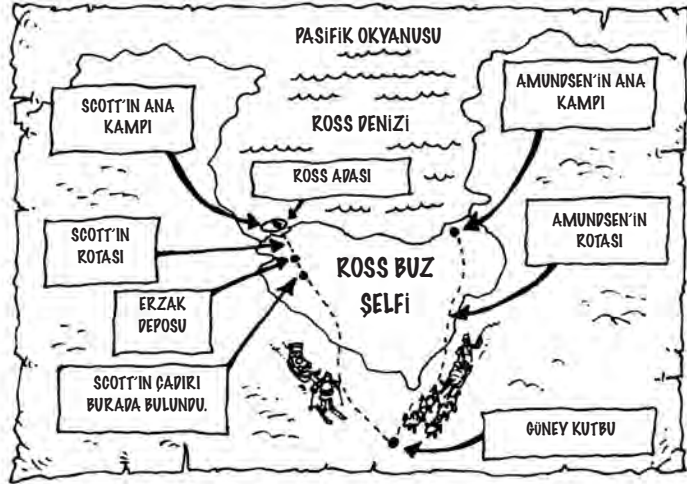 PASİFİK OKYANUSU
SCOTT'IN ANA
KAMPI
AMUNDSEN'İN ANA
KAMPI
ROSS DENİZİ
ROSS ADASI
SCOTT'IN
ROTASI
AMUNDSEN'İN
ROTASI
ROSS BUZ
ŞELFİ
ERZAK
DEPOSU
SCOTT'IN ÇADIRI
BURADA BULUNDU.
GÜNEY KUTBU